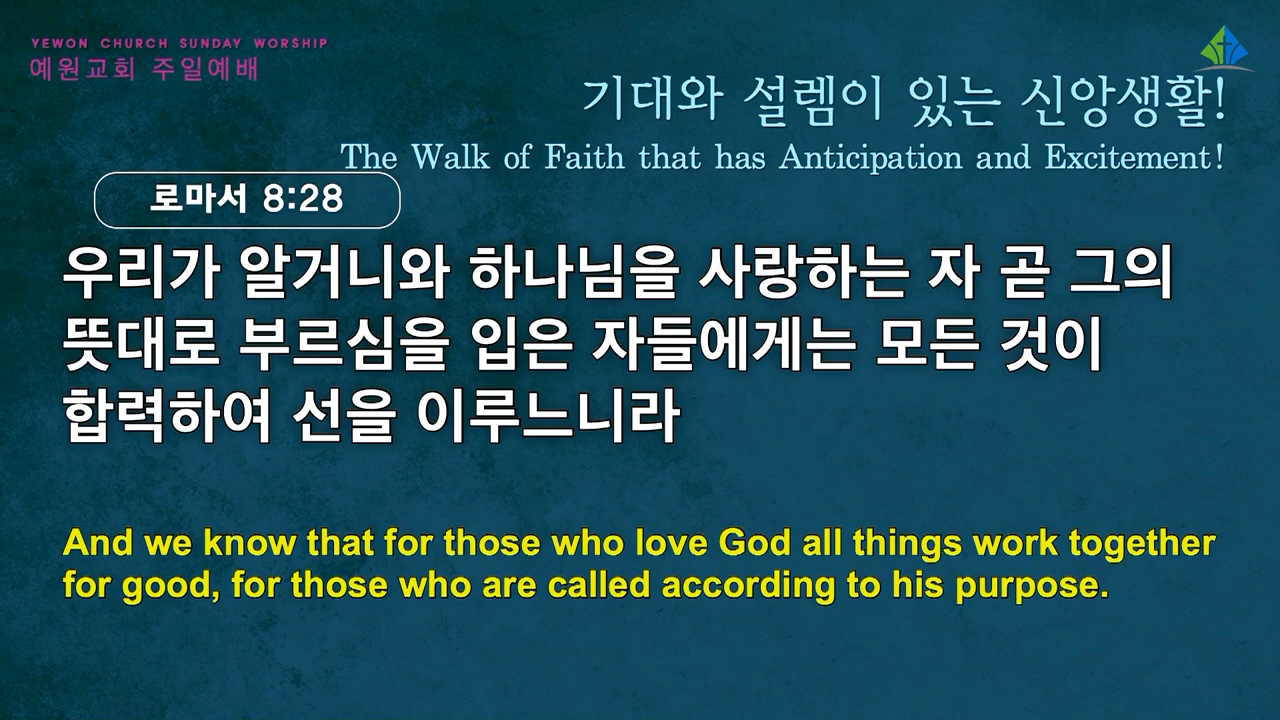 YEWON CHURCH SUNDAY WORSHIP
예원교회 주일예배
기대와 설렘이 있는 신앙생활!
The Walk of Faith that has Anticipation and Excitement!
로마서 8:28
우리가 알거니와 하나님을 사랑하는 자 곧 그의
뜻대로 부르심을 입은 자들에게는 모든 것이
합력하여 선을 이루느니라
And we know that for those who love God all things work together
for good, for those who are called according to his purpose.